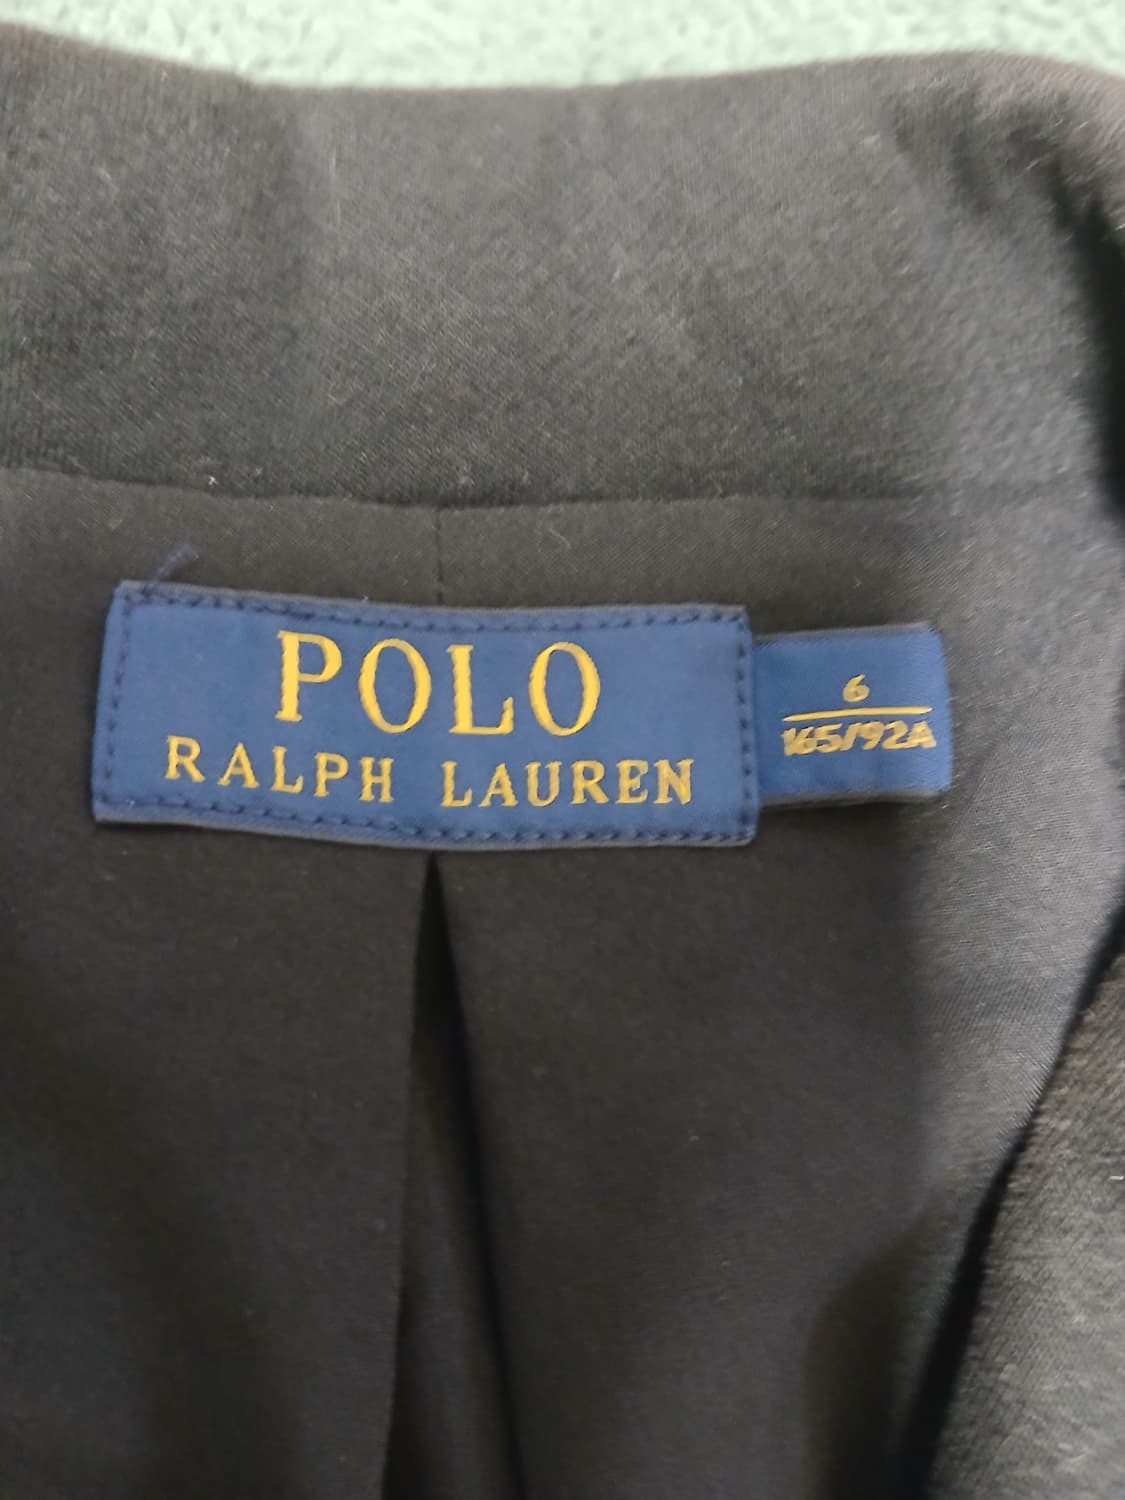 POLO
RALPH LAUREN
6
165/92A